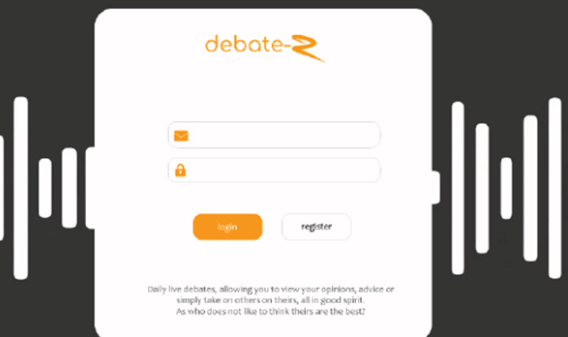 debate-R
login
register
Daily live debates, allowing you to view your opinions, advice or
simply take on others on theirs, all in good spirit.
As who does not like to think theirs are the best?